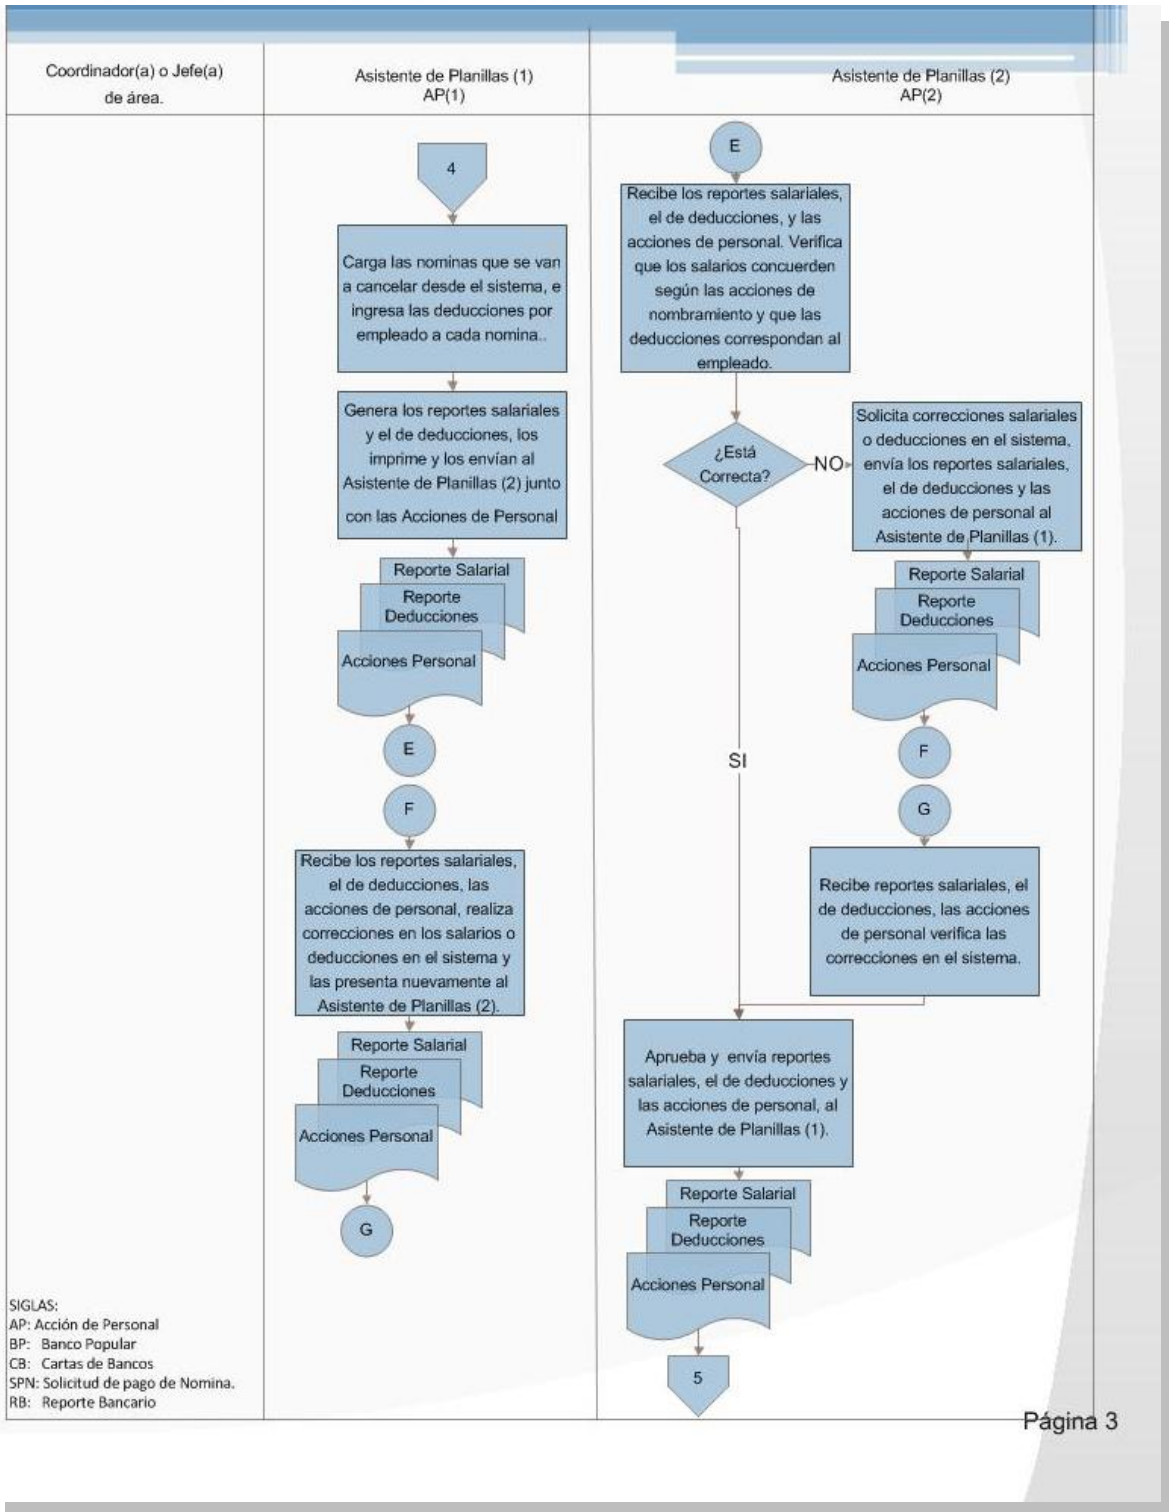 Coordinador(a) o Jefe(a)
de área.
Asistente de Planillas (1)
AP(1)
Asistente de Planillas (2)
AP(2)
4
Carga las nominas que se van
a cancelar desde el sistema, e
ingresa las deducciones por
empleado a cada nomina..
Genera los reportes salariales
y el de deducciones, los
imprime y los envían al
Asistente de Planillas (2) junto
con las Acciones de Personal
Reporte Salarial
Reporte
Deducciones
Acciones Personal
E
F
Recibe los reportes salariales,
el de deducciones, las
acciones de personal, realiza
correcciones en los salarios o
deducciones en el sistema y
las presenta nuevamente al
Asistente de Planillas (2).
Reporte Salarial
Reporte
Deducciones
Acciones Personal
G
E
Recibe los reportes salariales,
el de deducciones, y las
acciones de personal. Verifica
que los salarios concuerden
según las acciones de
nombramiento y que las
deducciones correspondan al
empleado.
¿Está
Correcta?
NO
Solicita correcciones salariales
o deducciones en el sistema,
envía los reportes salariales,
el de deducciones y las
acciones de personal al
Asistente de Planillas (1).
Reporte Salarial
Reporte
Deducciones
Acciones Personal
F
G
Recibe reportes salariales, el
de deducciones, las acciones
de personal verifica las
correcciones en el sistema.
SI
Aprueba y envía reportes
salariales, el de deducciones y
las acciones de personal, al
Asistente de Planillas (1).
Reporte Salarial
Reporte
Deducciones
Acciones Personal
5
SIGLAS:
AP: Acción de Personal
BP: Banco Popular
CB: Cartas de Bancos
SPN: Solicitud de pago de Nomina.
RB: Reporte Bancario
Página 3